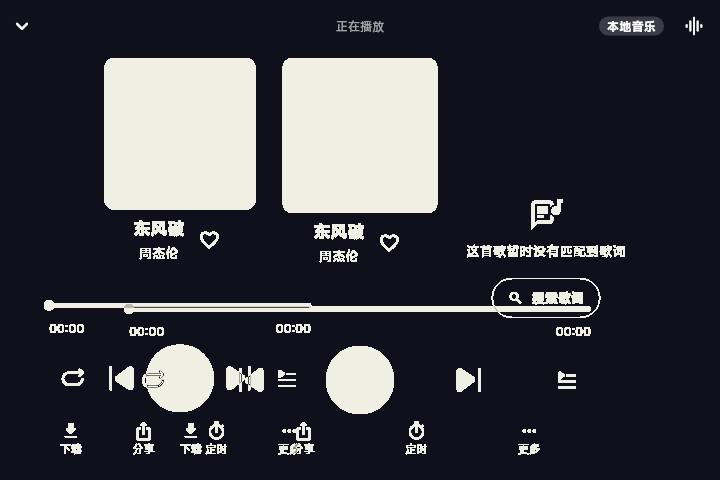 正在播放
本地音乐
东风破
东风破
周杰伦
周杰伦
这首歌暂时没有匹配到歌词
搜索歌词
00:00
00:00
00:00
00:00
下载
分享
下载
定时
更多
分享
定时
更多